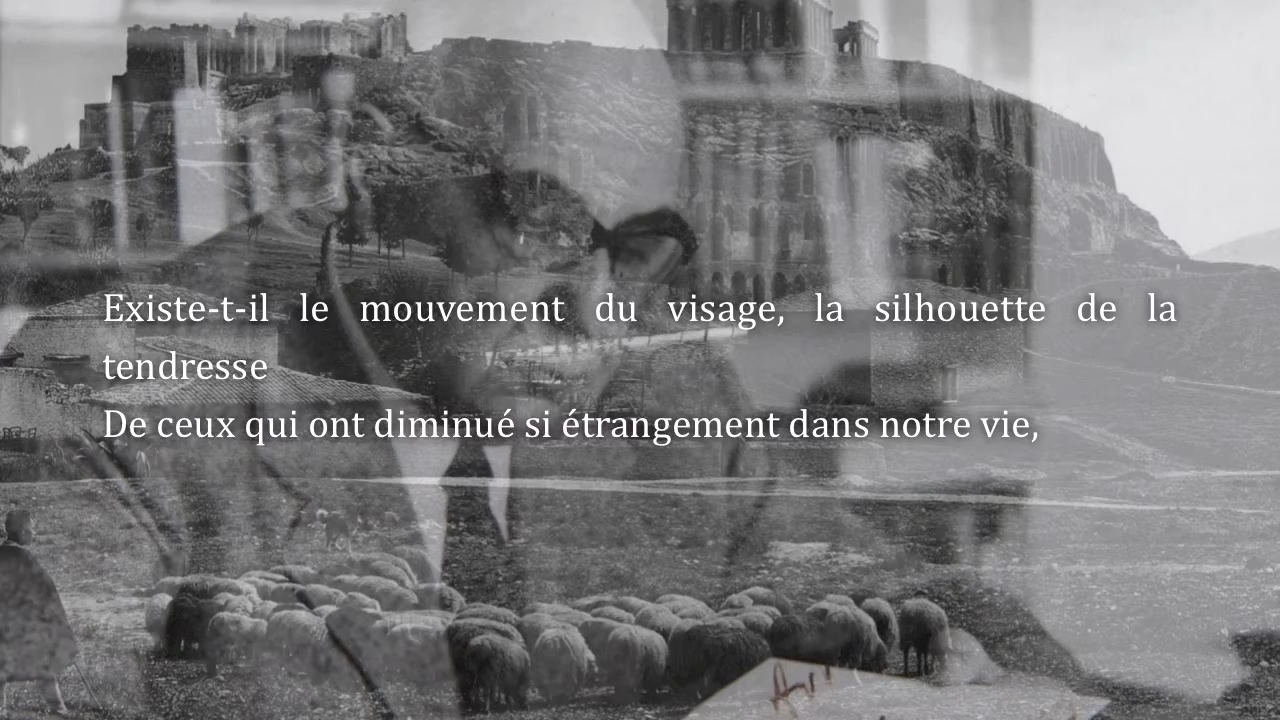 Existe-t-il le mouvement du visage, la silhouette de la
tendresse
De ceux qui ont diminué si étrangement dans notre vie,